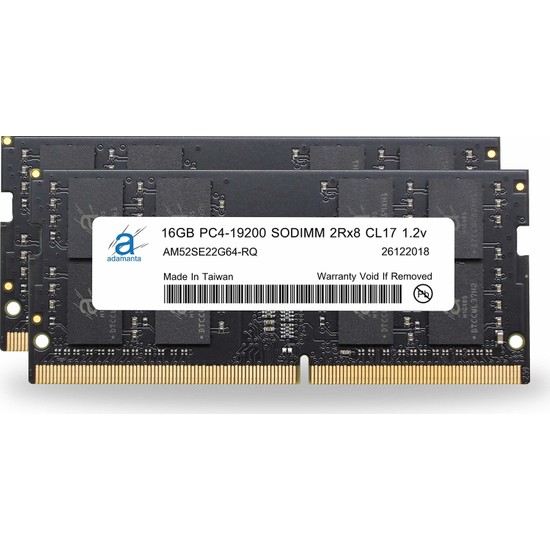 16GB PC4-19200 SODIMM 2Rx8 CL17 1.2v
adamanta
AM52SE22G64-RQ 26122018
Made In Taiwan Warranty Void If Removed
Pb